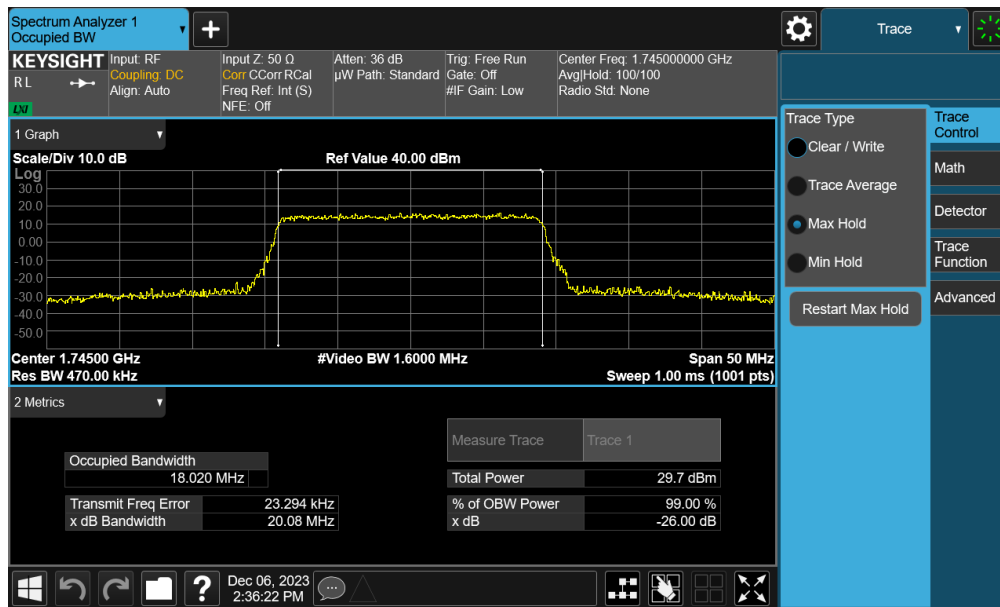 Spectrum Analyzer 1
Occupied BW
Trace
KEYSIGHT
R L
LXI
Input: RF
Coupling: DC
Align: Auto
Input Z: 50 Ω
Corr CCorr RCal
Freq Ref: Int (S)
NFE: Off
Atten: 36 dB
µW Path: Standard
Trig: Free Run
Gate: Off
#IF Gain: Low
Center Freq: 1.745000000 GHz
Avg|Hold: 100/100
Radio Std: None
1 Graph
Scale/Div 10.0 dB
Ref Value 40.00 dBm
Log
30.0
20.0
10.0
0.00
-10.0
-20.0
-30.0
-40.0
-50.0
Center 1.74500 GHz
#Video BW 1.6000 MHz
Span 50 MHz
Res BW 470.00 kHz
Sweep 1.00 ms (1001 pts)
2 Metrics
Measure Trace
Trace 1
Occupied Bandwidth
18.020 MHz
Total Power
29.7 dBm
Transmit Freq Error
23.294 kHz
% of OBW Power
99.00 %
x dB Bandwidth
20.08 MHz
x dB
-26.00 dB
Trace Type
Clear / Write
Trace Average
Max Hold
Min Hold
Restart Max Hold
Trace
Control
Math
Detector
Trace
Function
Advanced
?
Dec 06, 2023
2:36:22 PM